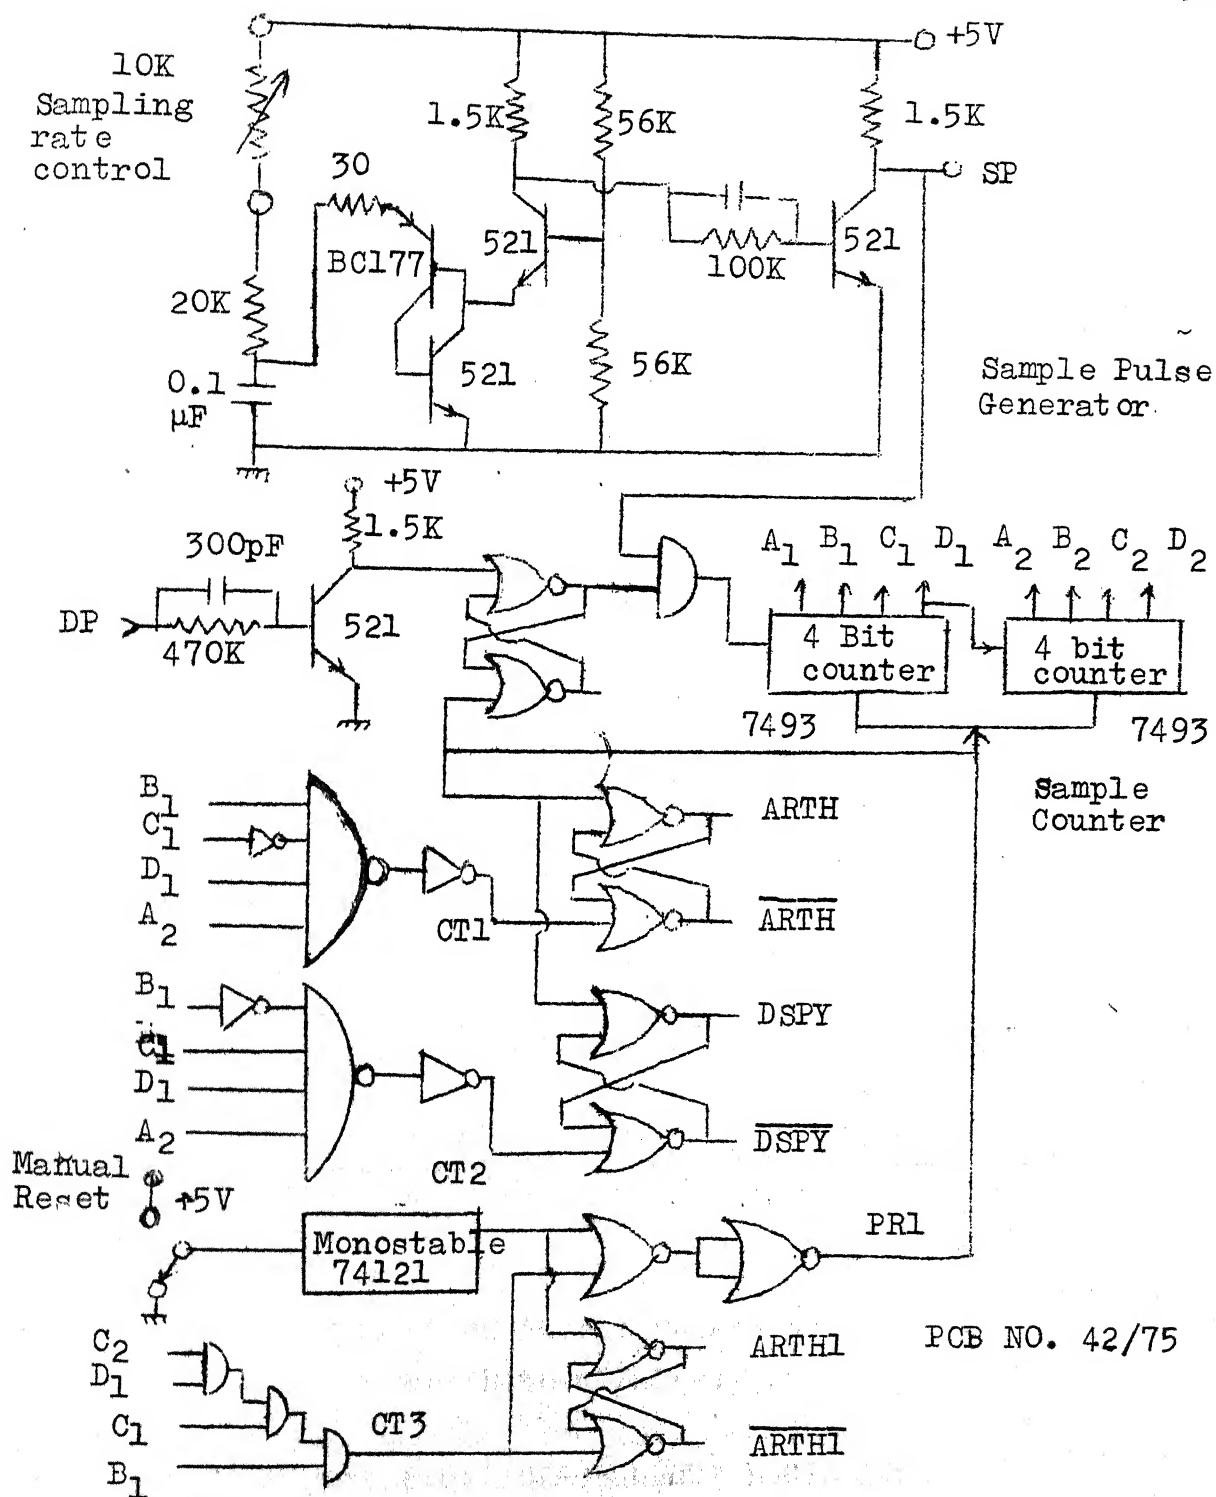 +5V
10K
Sampling
rate
control
1.5K
56K
1.5K
30
SP
BC177
521
521
100K
20K
521
56K
0.1
µF
Sample Pulse
Generator
+5V
1.5K
300pF
DP
470K
521
A1 B1 C1 D1 A2 B2 C2 D2
4 Bit
counter
4 bit
counter
7493
7493
Sample
Counter
B1
C1
D1
A2
CT1
ARTH
ARTH
B1
C1
D1
A2
CT2
DSPY
DSPY
Manual
Reset
+5V
Monostable
74121
PR1
C2
D1
C1
B1
CT3
ARTH1
ARTH1
PCB NO. 42/75